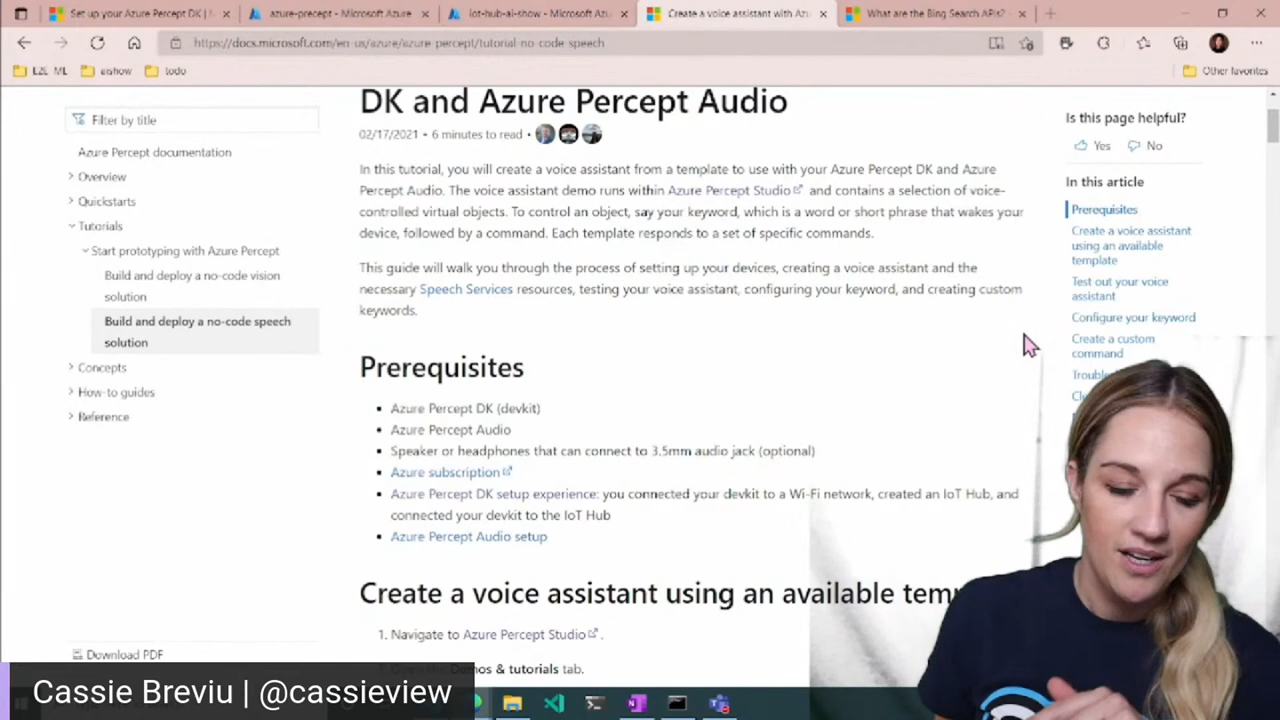 Set up your Azure Percept DK |
azure-precept - Microsoft Azure
iot-hub-ai-show - Microsoft Azu
Create a voice assistant with Az
What are the Bing Search APIs?
https://docs.microsoft.com/en-us/azure/azure-percept/tutorial-no-code-speech
E2E_ML
aishow
todo
Other favorites
Filter by title
Azure Percept documentation
Overview
Quickstarts
Tutorials
Start prototyping with Azure Percept
Build and deploy a no-code vision
solution
Build and deploy a no-code speech
solution
Concepts
How-to guides
Reference
Download PDF
DK and Azure Percept Audio
02/17/2021 • 6 minutes to read •
In this tutorial, you will create a voice assistant from a template to use with your Azure Percept DK and Azure
Percept Audio. The voice assistant demo runs within Azure Percept Studio and contains a selection of voice-
controlled virtual objects. To control an object, say your keyword, which is a word or short phrase that wakes your
device, followed by a command. Each template responds to a set of specific commands.
This guide will walk you through the process of setting up your devices, creating a voice assistant and the
necessary Speech Services resources, testing your voice assistant, configuring your keyword, and creating custom
keywords.
Prerequisites
• Azure Percept DK (devkit)
• Azure Percept Audio
• Speaker or headphones that can connect to 3.5mm audio jack (optional)
• Azure subscription
• Azure Percept DK setup experience: you connected your devkit to a Wi-Fi network, created an IoT Hub, and
connected your devkit to the IoT Hub
• Azure Percept Audio setup
Create a voice assistant using an available
1. Navigate to Azure Percept Studio.
& tutorials tab.
Is this page helpful?
Yes No
In this article
Prerequisites
Create a voice assistant
using an available
template
Test out your voice
assistant
Configure your keyword
Create a custom
command
Cassie Breviu | @cassieview